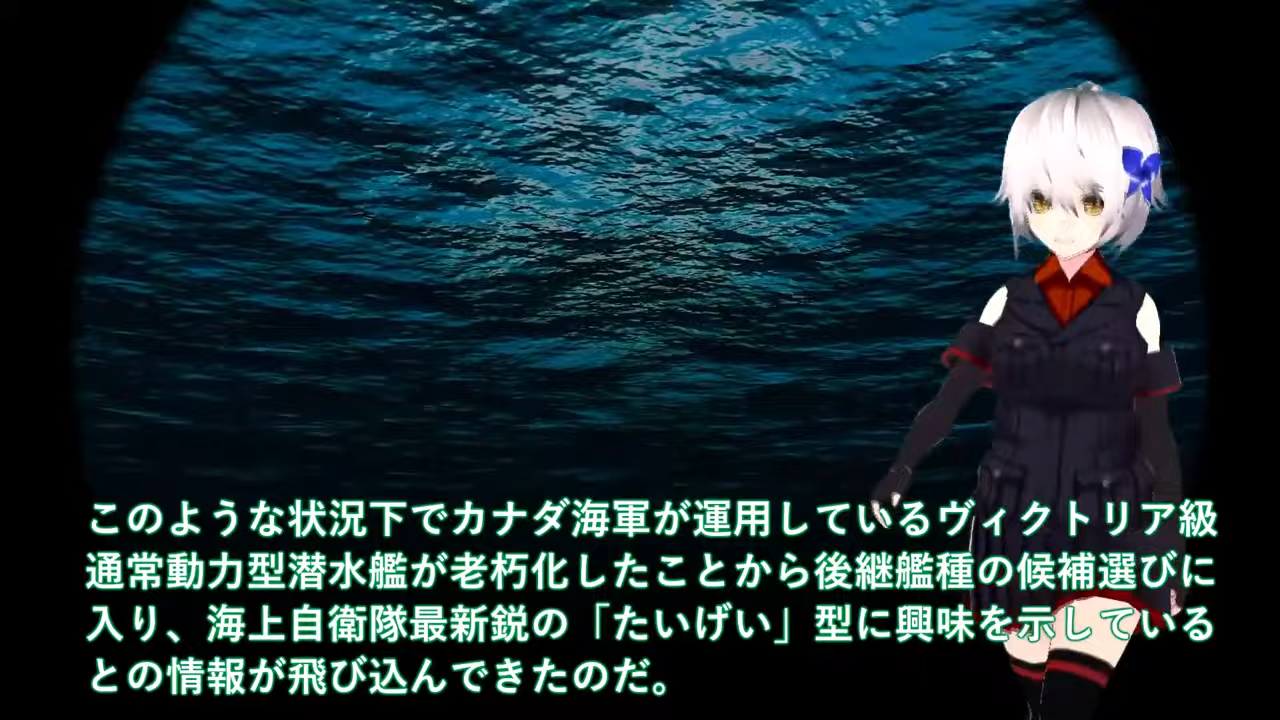 このような状況下でカナダ海軍が運用しているヴィクトリア級
通常動力型潜水艦が老朽化したことから後継艦種の候補選びに
入り、海上自衛隊最新鋭の「たいげい」型に興味を示している
との情報が飛び込んできたのだ。